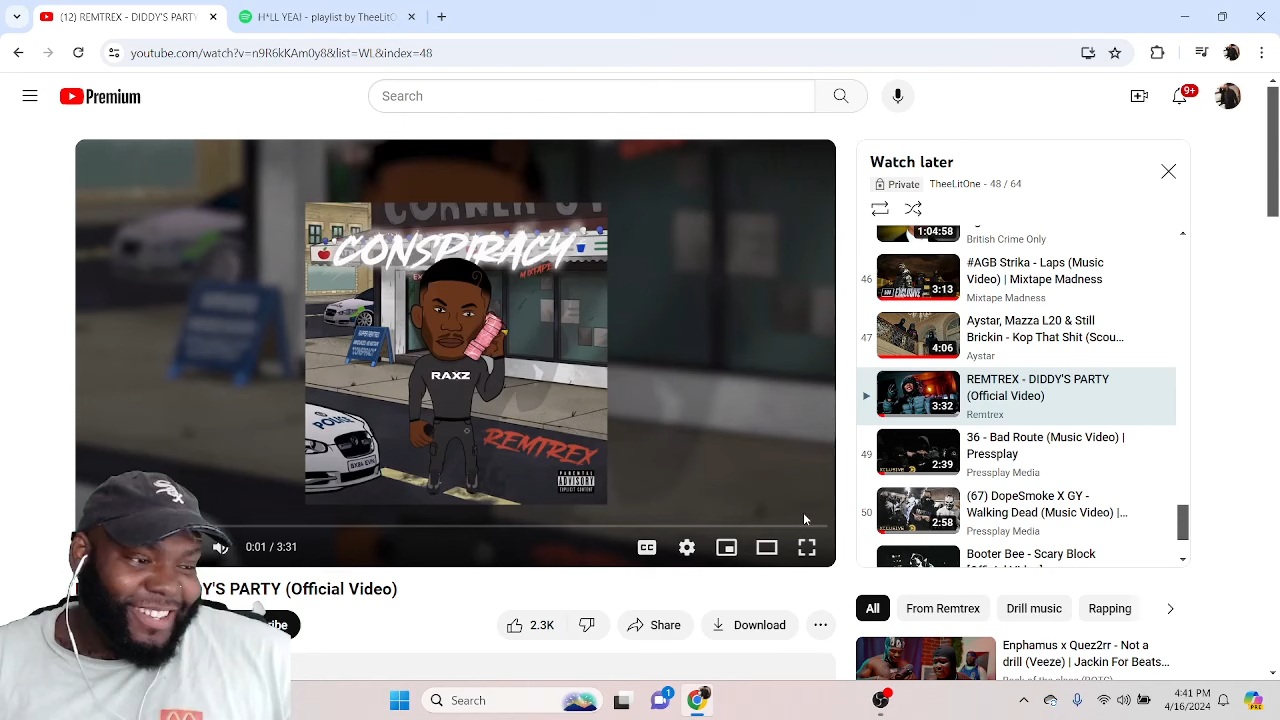 (12) REMTREX - DIDDY'S PARTY
H*LL YEA! - playlist by TheeLitO
youtube.com/watch?v=n9R6kKAm0y8&list=WL&index=48
Premium
Search
9+
CORNER
CONSPIRACY
MIXTAPE
CONSPIRACY
RAXZ
REMTREX
PARENTAL
ADVISORY
EXPLICIT CONTENT
0:01 / 3:31
Y'S PARTY (Official Video)
2.3K
Share
Download
Watch later
Private
TheeLitOne - 48 / 64
1:04:58
British Crime Only
46
3:13
#AGB Strika - Laps (Music
Video) | Mixtape Madness
Mixtape Madness
47
4:06
Aystar, Mazza L20 & Still
Brickin - Kop That Shit (Scou...
Aystar
3:32
REMTREX - DIDDY'S PARTY
(Official Video)
Remtrex
49
2:39
36 - Bad Route (Music Video) |
Pressplay
Pressplay Media
50
2:58
(67) DopeSmoke X GY -
Walking Dead (Music Video) |...
Pressplay Media
Booter Bee - Scary Block
All
From Remtrex
Drill music
Rapping
Enphamus x Quez2rr - Not a
drill (Veeze) | Jackin For Beats...
Search
1
4:41 PM
4/16/2024